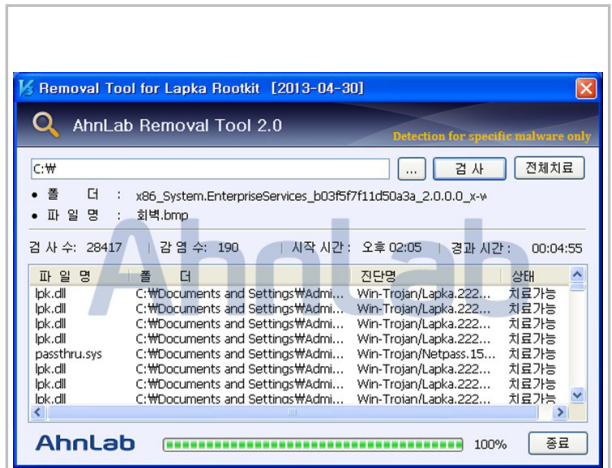 Removal Tool for Lapka Rootkit [2013-04-30]
AhnLab Removal Tool 2.0
Detection for specific malware only
C:₩ ... 검 사 전체치료
• 폴 더 : x86_System.EnterpriseServices_b03f5f7f11d50a3a_2.0.0.0_x-w
• 파 일 명 : 회벽.bmp
검 사 수: 28417 | 감 염 수: 190 | 시작 시간 : 오후 02:05 | 경과 시간 : 00:04:55
파 일 명 폴 더 진단명 상태
lpk.dll C:₩Documents and Settings₩Admi... Win-Trojan/Lapka.222... 치료가능
lpk.dll C:₩Documents and Settings₩Admi... Win-Trojan/Lapka.222... 치료가능
lpk.dll C:₩Documents and Settings₩Admi... Win-Trojan/Lapka.222... 치료가능
lpk.dll C:₩Documents and Settings₩Admi... Win-Trojan/Lapka.222... 치료가능
passthru.sys C:₩Documents and Settings₩Admi... Win-Trojan/Netpass.15... 치료가능
lpk.dll C:₩Documents and Settings₩Admi... Win-Trojan/Lapka.222... 치료가능
lpk.dll C:₩Documents and Settings₩Admi... Win-Trojan/Lapka.222... 치료가능
lpk.dll C:₩Documents and Settings₩Admi... Win-Trojan/Lapka.222... 치료가능
AhnLab
AhnLab 100% 종료